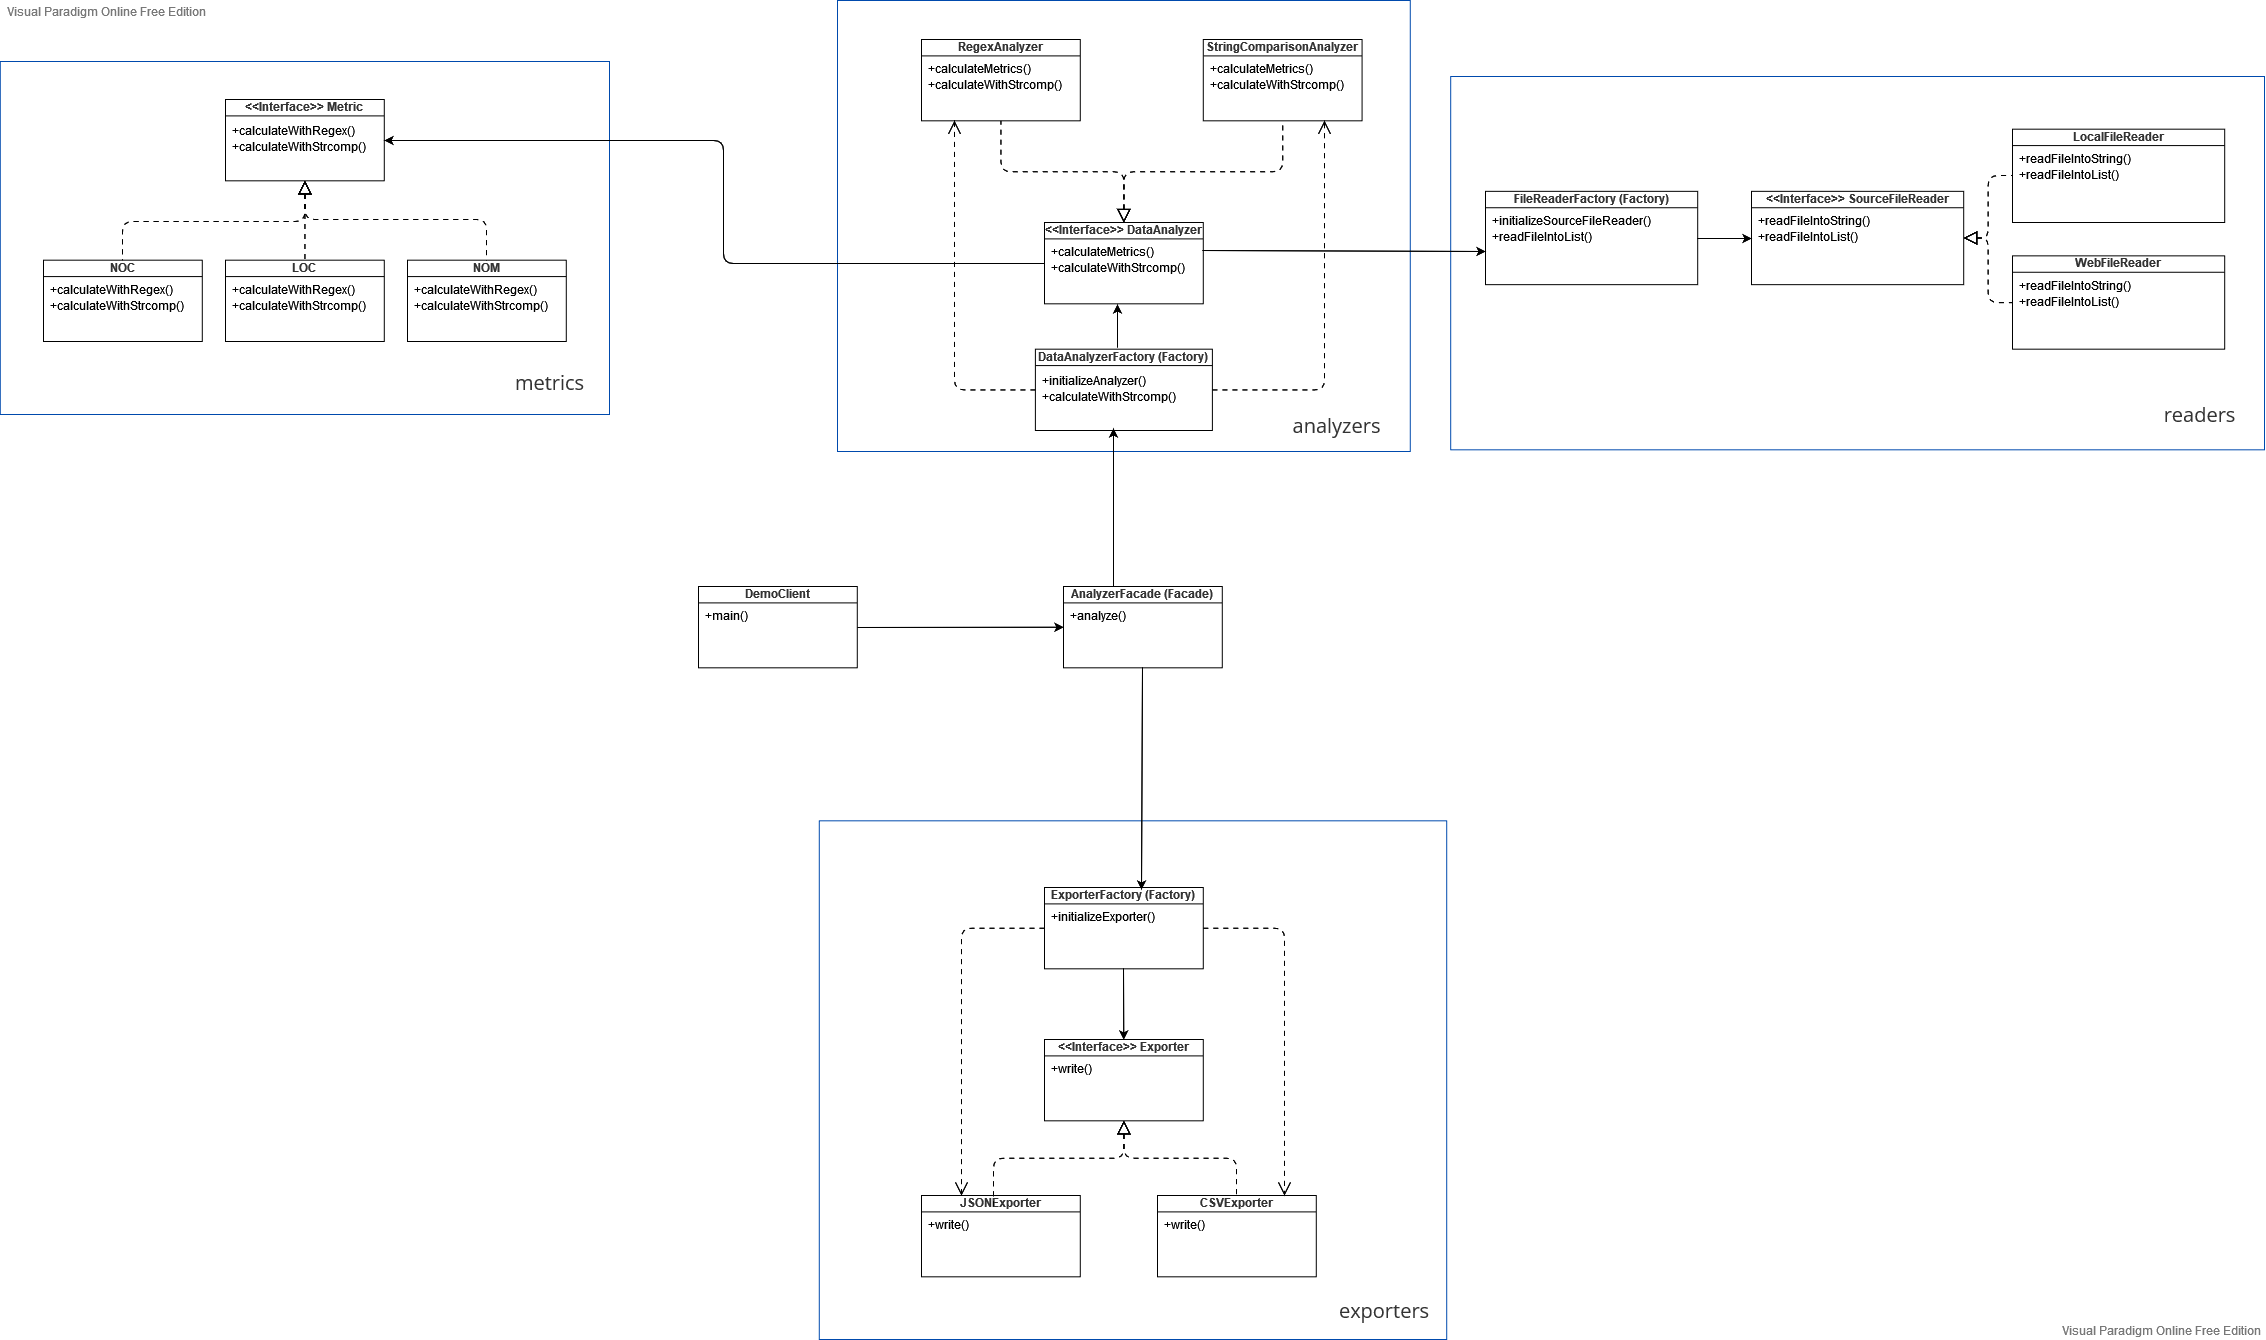 Visual Paradigm Online Free Edition
<<Interface>> Metric
+calculateWithRegex()
+calculateWithStrcomp()
NOC
+calculateWithRegex()
+calculateWithStrcomp()
LOC
+calculateWithRegex()
+calculateWithStrcomp()
NOM
+calculateWithRegex()
+calculateWithStrcomp()
metrics
RegexAnalyzer
+calculateMetrics()
+calculateWithStrcomp()
StringComparisonAnalyzer
+calculateMetrics()
+calculateWithStrcomp()
<<Interface>> DataAnalyzer
+calculateMetrics()
+calculateWithStrcomp()
DataAnalyzerFactory (Factory)
+initializeAnalyzer()
+calculateWithStrcomp()
analyzers
FileReaderFactory (Factory)
+initializeSourceFileReader()
+readFileIntoList()
<<Interface>> SourceFileReader
+readFileIntoString()
+readFileIntoList()
LocalFileReader
+readFileIntoString()
+readFileIntoList()
WebFileReader
+readFileIntoString()
+readFileIntoList()
readers
DemoClient
+main()
AnalyzerFacade (Facade)
+analyze()
ExporterFactory (Factory)
+initializeExporter()
<<Interface>> Exporter
+write()
JSONExporter
+write()
CSVExporter
+write()
exporters
Visual Paradigm Online Free Edition